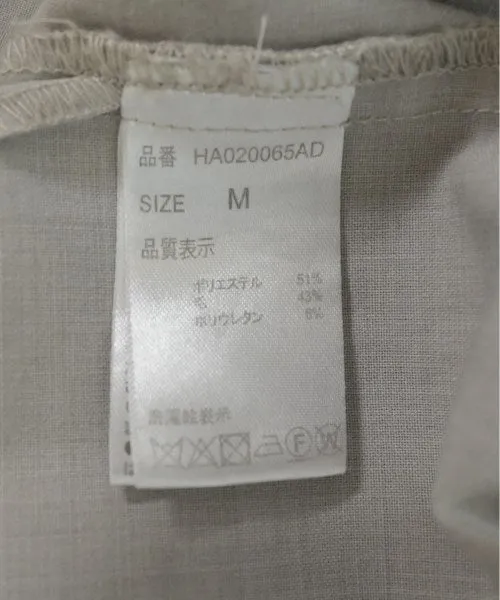 品番 HA020065AD
SIZE M
品質表示
ポリエステル 51%
毛 43%
ポリウレタン 6%